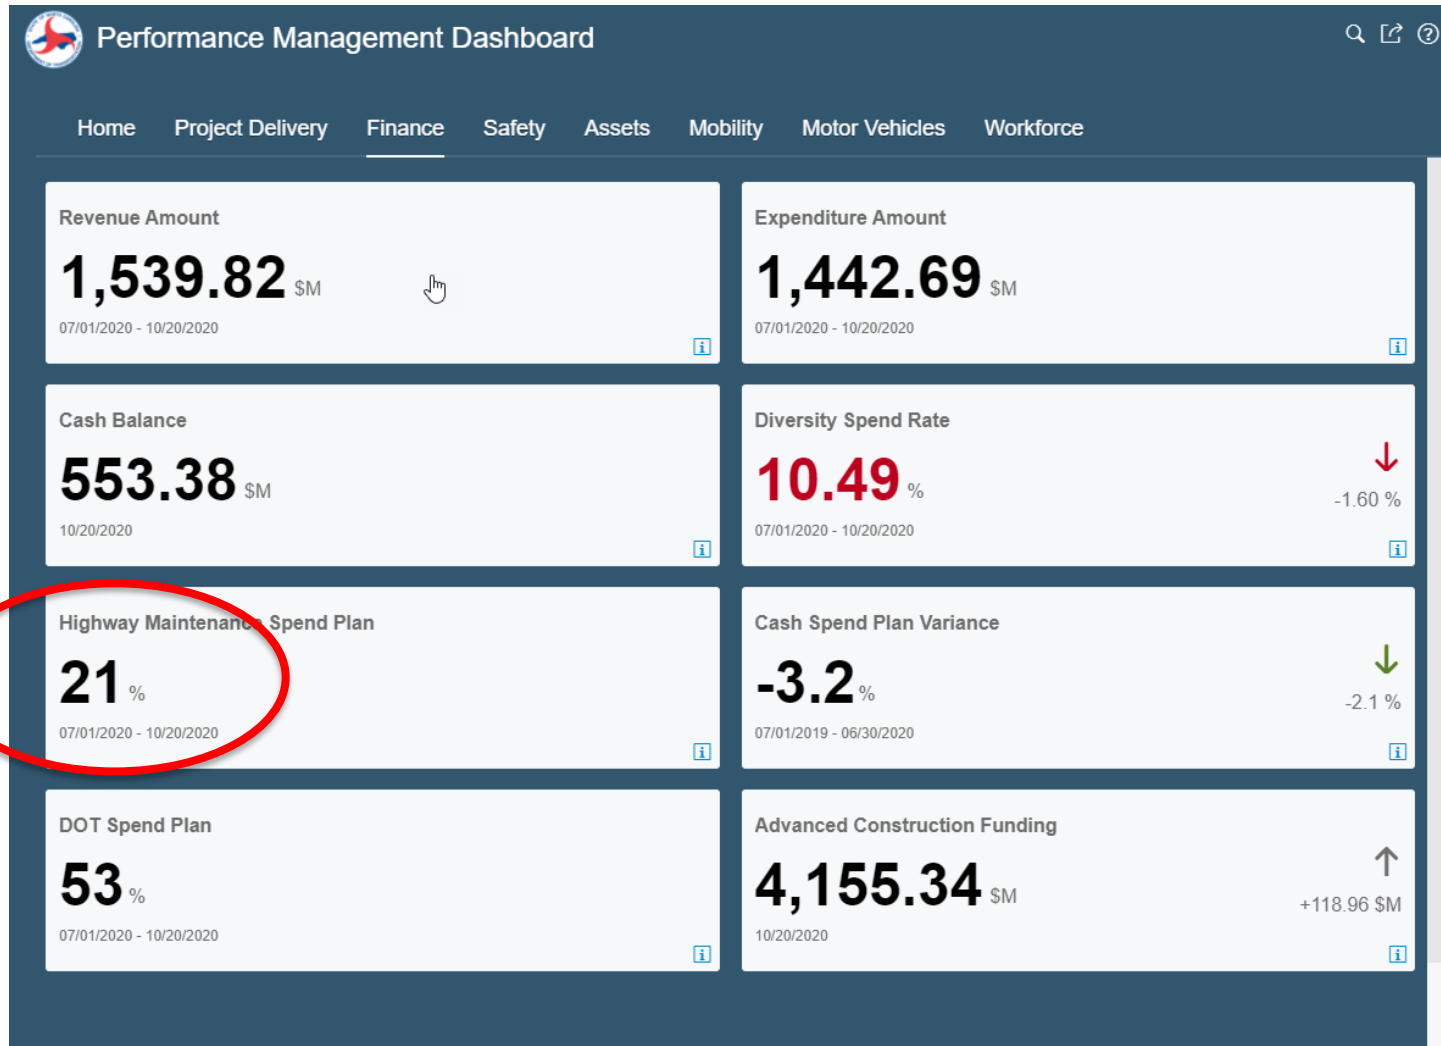 Performance Management Dashboard
Home Project Delivery Finance Safety Assets Mobility Motor Vehicles Workforce
Revenue Amount
1,539.82 $M
07/01/2020 - 10/20/2020
Expenditure Amount
1,442.69 $M
07/01/2020 - 10/20/2020
Cash Balance
553.38 $M
10/20/2020
Diversity Spend Rate
10.49 %
-1.60 %
07/01/2020 - 10/20/2020
Highway Maintenance Spend Plan
21 %
07/01/2020 - 10/20/2020
Cash Spend Plan Variance
-3.2 %
-2.1 %
07/01/2019 - 06/30/2020
DOT Spend Plan
53 %
07/01/2020 - 10/20/2020
Advanced Construction Funding
4,155.34 $M
+118.96 $M
10/20/2020